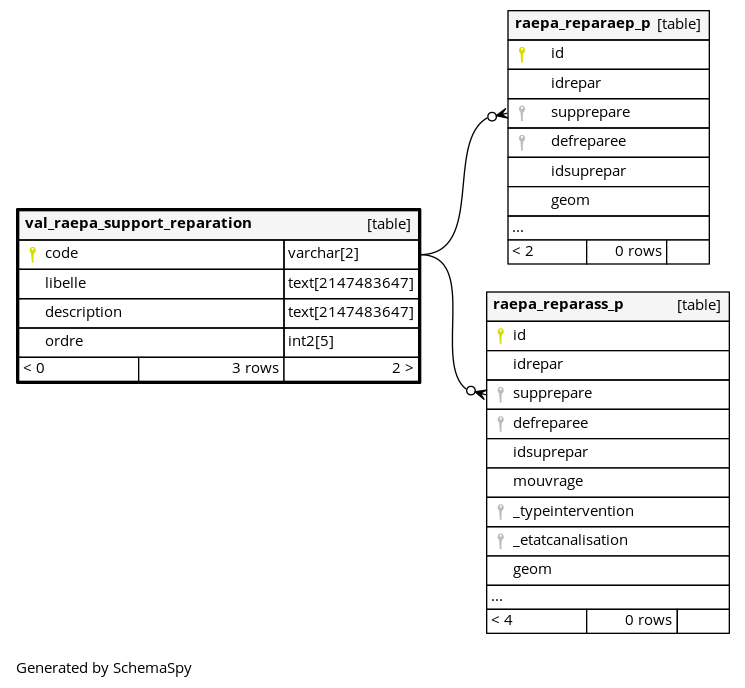 raepa_reparaep_p [table]
id
idrepar
supprepare
defreparee
idsuprepar
geom
...
< 2 0 rows
val_raepa_support_reparation [table]
code varchar[2]
libelle text[2147483647]
description text[2147483647]
ordre int2[5]
< 0 3 rows 2 >
raepa_reparass_p [table]
id
idrepar
supprepare
defreparee
idsuprepar
mouvrage
_typeintervention
_etatcanalisation
geom
...
< 4 0 rows
Generated by SchemaSpy